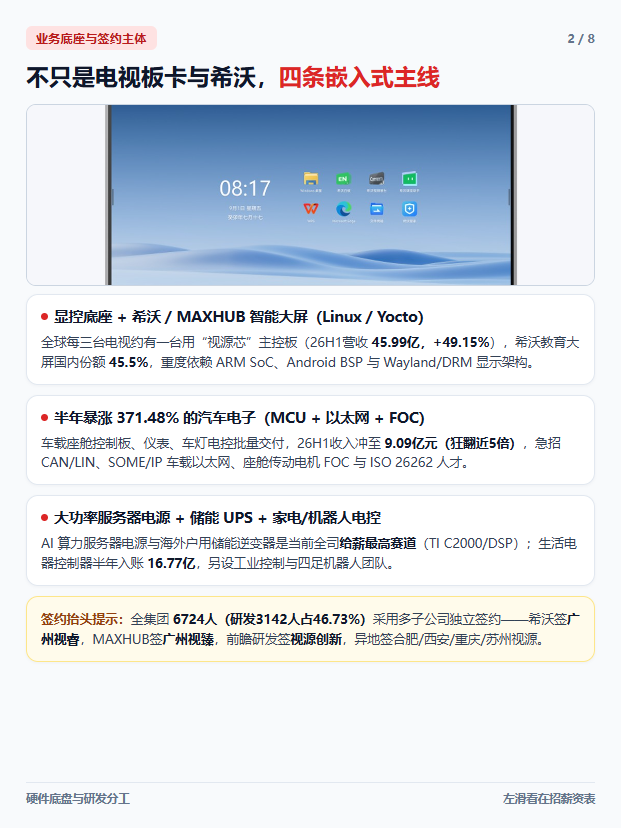 业务底座与签约主体
2 / 8
不只是电视板卡与希沃，四条嵌入式主线
08:17
显控底座 + 希沃 / MAXHUB 智能大屏（Linux / Yocto）
全球每三台电视约有一台用“视源芯”主控板（26H1营收 45.99亿，+49.15%），希沃教育大
屏国内份额 45.5%，重度依赖 ARM SoC、Android BSP 与 Wayland/DRM 显示架构。
半年暴涨 371.48% 的汽车电子（MCU + 以太网 + FOC）
车载座舱控制板、仪表、车灯电控批量交付，26H1收入冲至 9.09亿元（狂翻近5倍），急招
CAN/LIN、SOME/IP 车载以太网、座舱传动电机 FOC 与 ISO 26262 人才。
大功率服务器电源 + 储能 UPS + 家电/机器人电控
AI 算力服务器电源与海外户用储能逆变器是当前全司给薪最高赛道（TI C2000/DSP）；生活电
器控制器半年入账 16.77亿，另设工业控制与四足机器人团队。
签约抬头提示：全集团 6724人（研发3142人占46.73%）采用多子公司独立签约——希沃签广
州视睿，MAXHUB签广州视臻，前瞻研发签视源创新，异地签合肥/西安/重庆/苏州视源。
硬件底盘与研发分工
左滑看在招薪资表